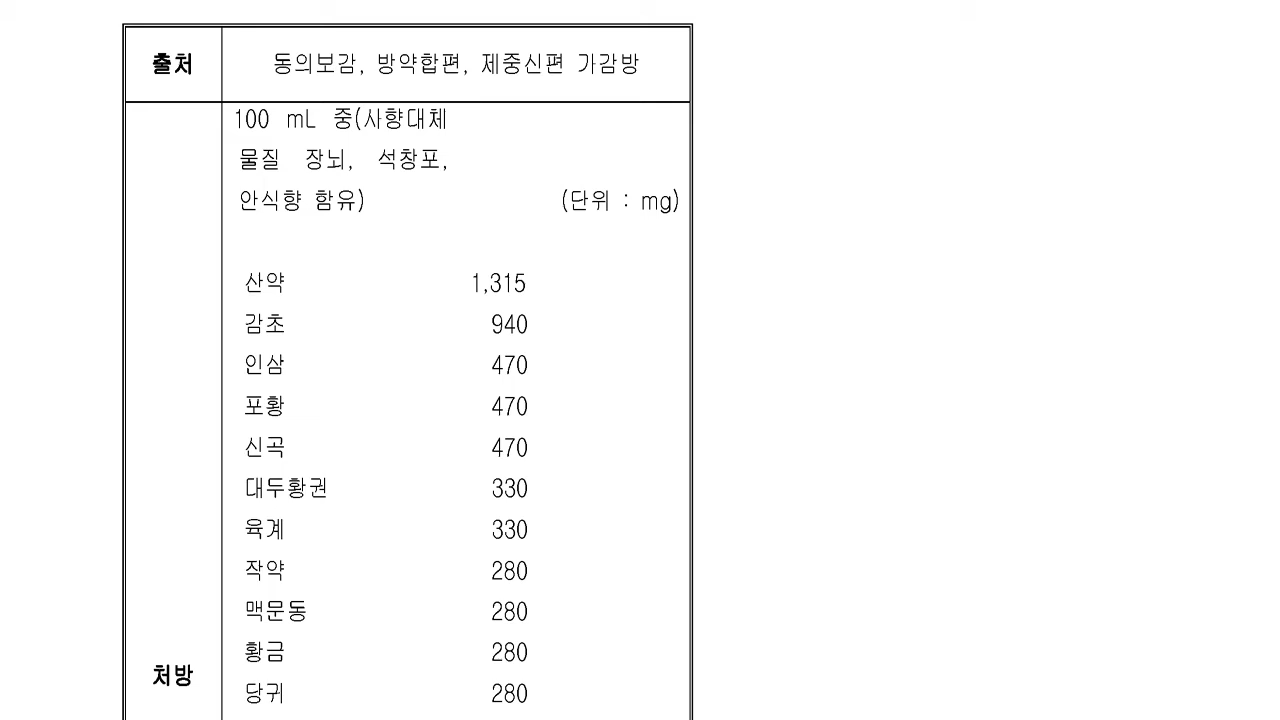 출처 동의보감, 방약합편, 제중신편 가감방
100 mL 중(사향대체
물질 장뇌, 석창포,
안식향 함유) (단위 : mg)
산약 1,315
감초 940
인삼 470
포황 470
신곡 470
대두황권 330
육계 330
작약 280
맥문동 280
황금 280
처방
당귀 280